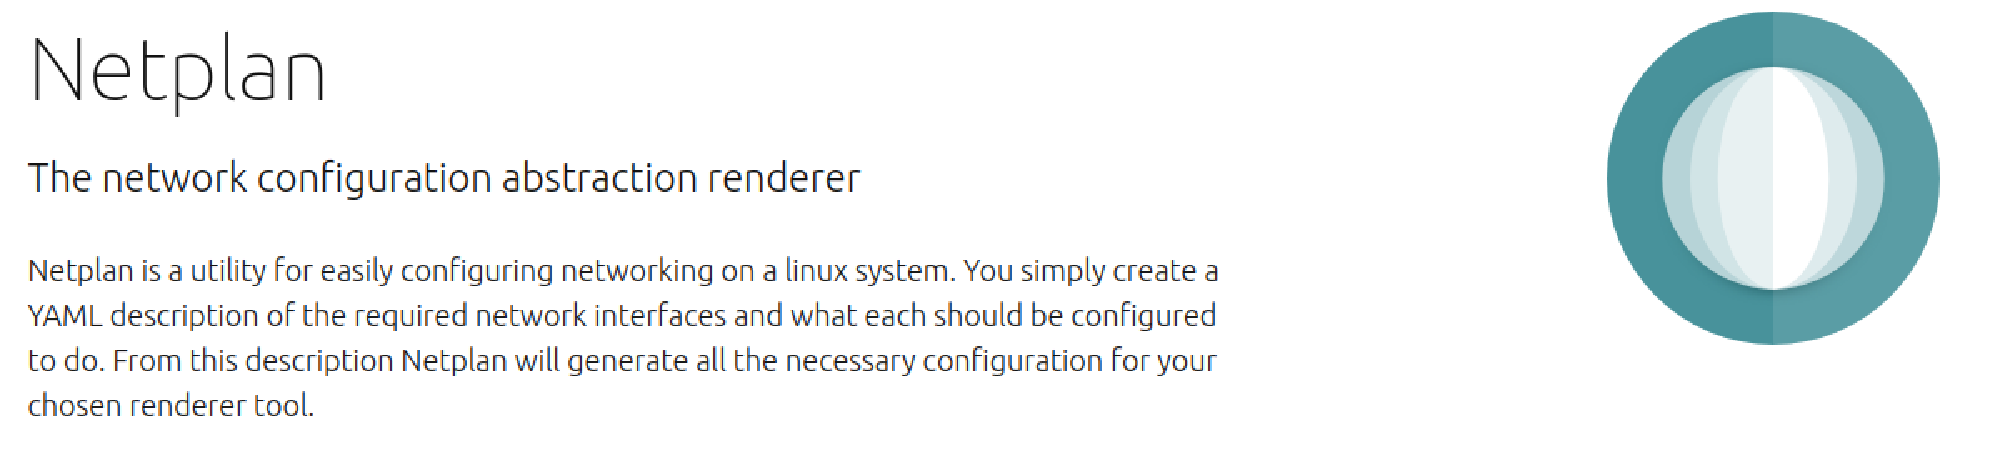 Netplan
The network configuration abstraction renderer
Netplan is a utility for easily configuring networking on a linux system. You simply create a
YAML description of the required network interfaces and what each should be configured
to do. From this description Netplan will generate all the necessary configuration for your
chosen renderer tool.